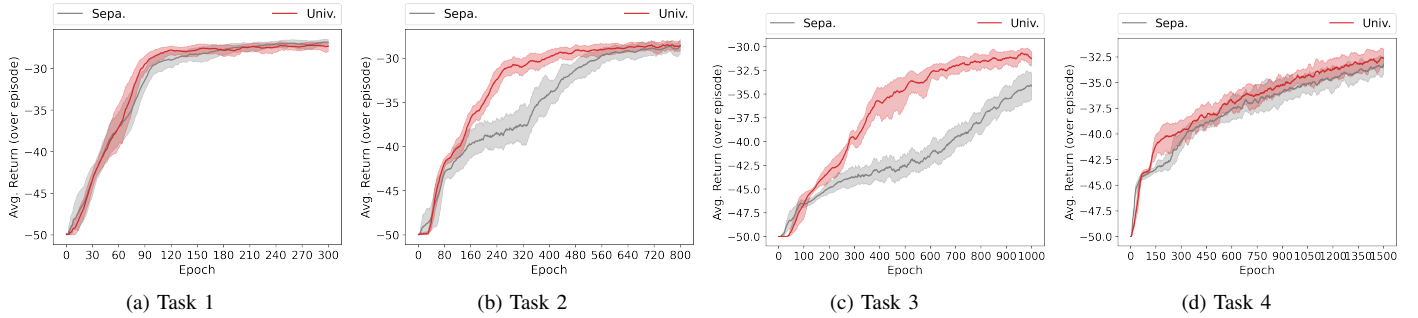 Sepa. Univ.
Avg. Return (over episode)
−30
−35
−40
−45
−50
0 30 60 90 120 150 180 210 240 270 300
Epoch
(a) Task 1
Sepa. Univ.
Avg. Return (over episode)
−30
−35
−40
−45
−50
0 80 160 240 320 400 480 560 640 720 800
Epoch
(b) Task 2
Sepa. Univ.
Avg. Return (over episode)
−30.0
−32.5
−35.0
−37.5
−40.0
−42.5
−45.0
−47.5
−50.0
0 100 200 300 400 500 600 700 800 900 1000
Epoch
(c) Task 3
Sepa. Univ.
Avg. Return (over episode)
−32.5
−35.0
−37.5
−40.0
−42.5
−45.0
−47.5
−50.0
0 150 300 450 600 750 900 1050 1200 1350 1500
Epoch
(d) Task 4